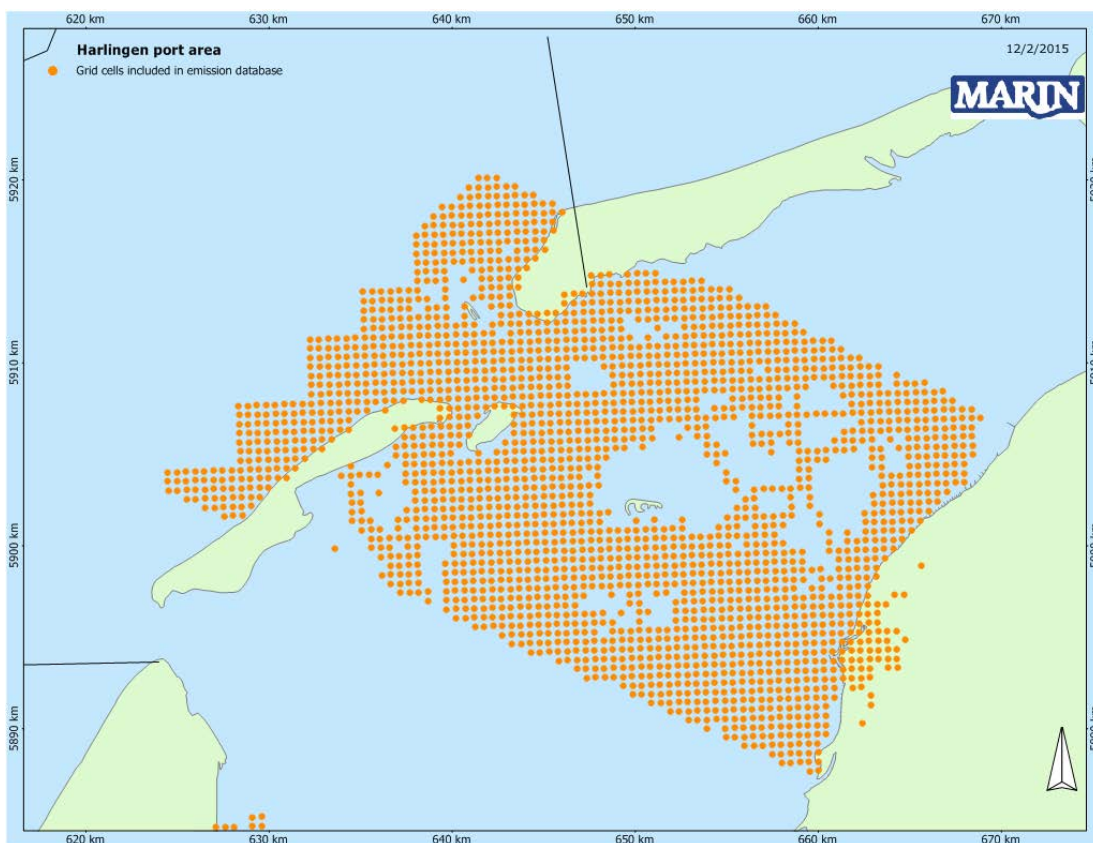 620 km 630 km 640 km 650 km 660 km 670 km
Harlingen port area
Grid cells included in emission database
12/2/2015
MARIN
5920 km
5910 km
5900 km
5890 km
620 km 630 km 640 km 650 km 660 km 670 km